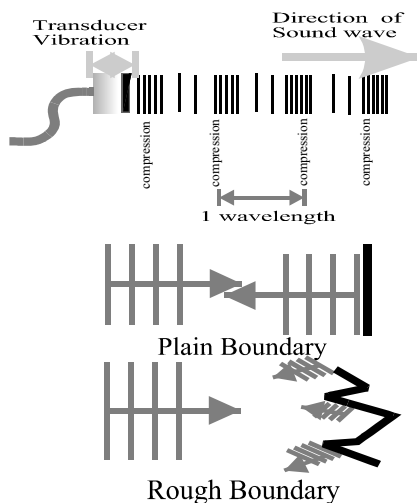 Transducer
Vibration
Direction of
Sound wave
compression
compression
compression
compression
1 wavelength
Plain Boundary
Rough Boundary